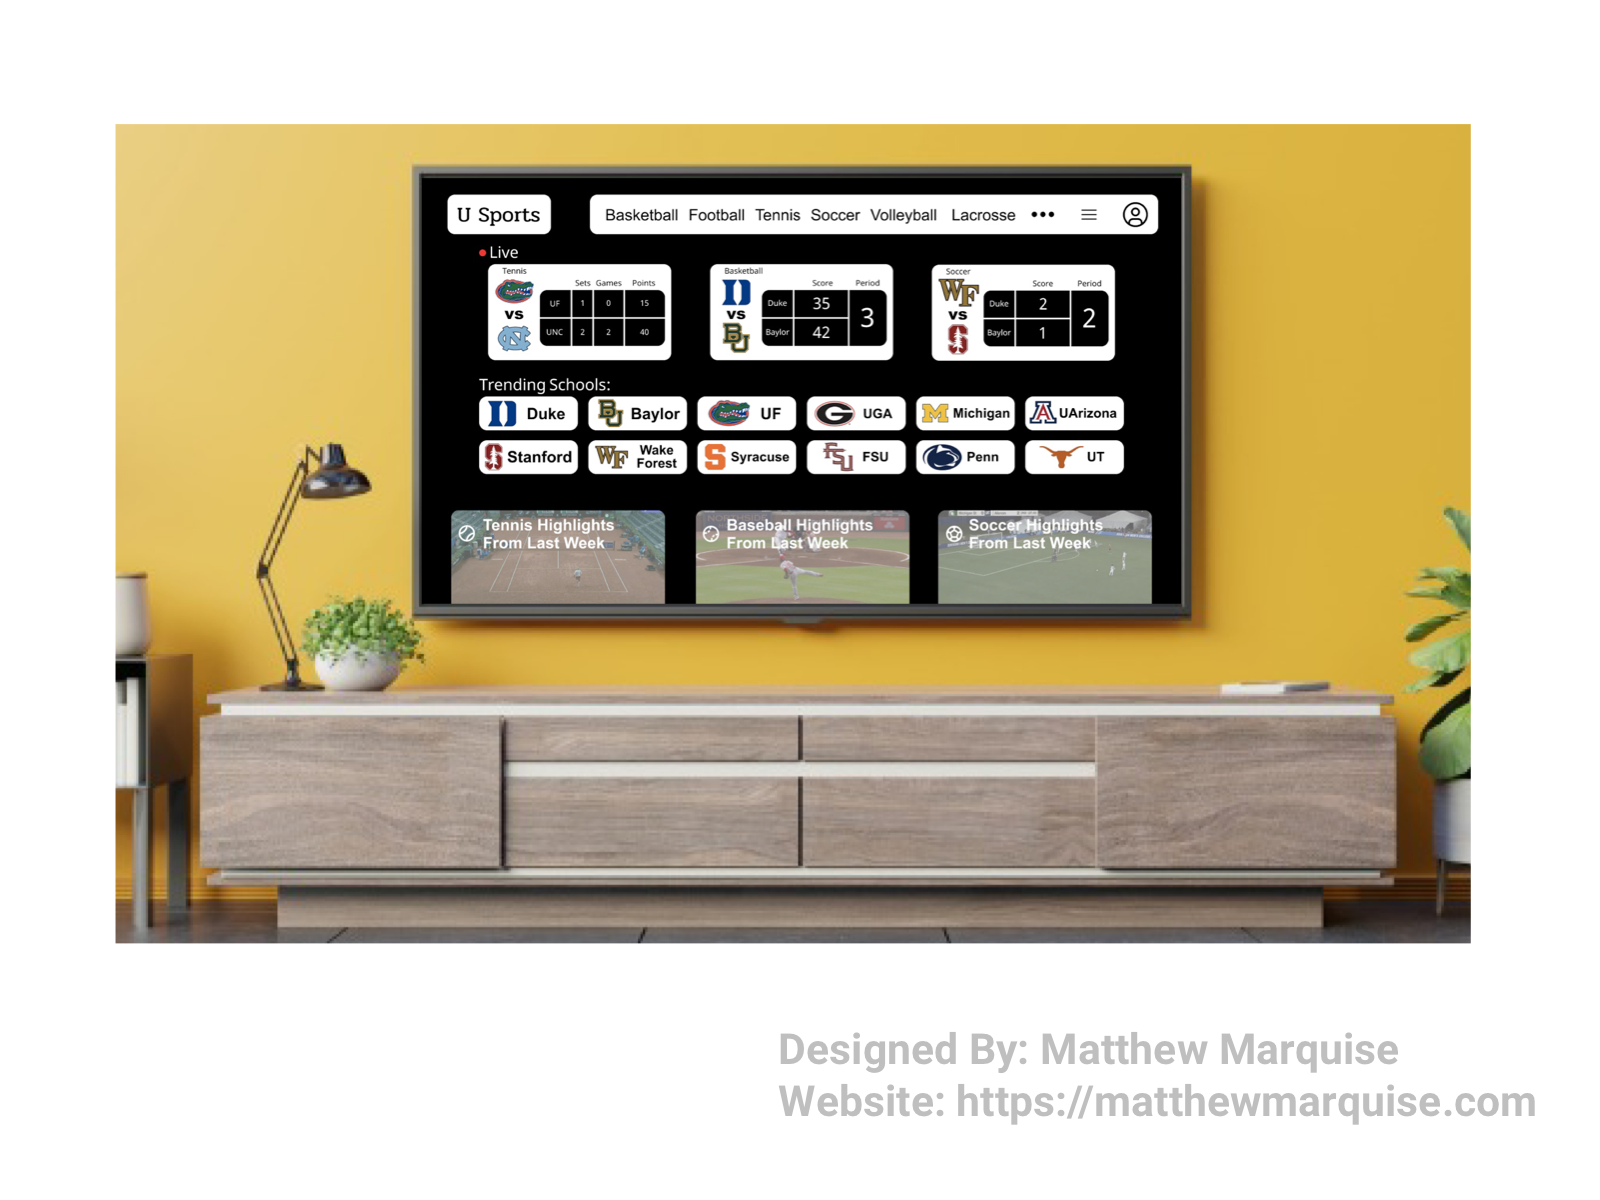 U Sports
Basketball Football Tennis Soccer Volleyball Lacrosse •••
Live
Tennis
Sets Games Points
UF 1 0 15
vs
UNC 2 2 40
Basketball
Score Period
Duke 35
vs
3
Baylor 42
Soccer
Score Period
WF
Duke 2
vs
2
Baylor 1
S
Trending Schools:
Duke
BU Baylor
UF
G UGA
M Michigan
A UArizona
S Stanford
WF Wake
Forest
S Syracuse
FSU FSU
Penn
UT
Tennis Highlights
From Last Week
Baseball Highlights
From Last Week
Soccer Highlights
From Last Week
Designed By: Matthew Marquise
Website: https://matthewmarquise.com